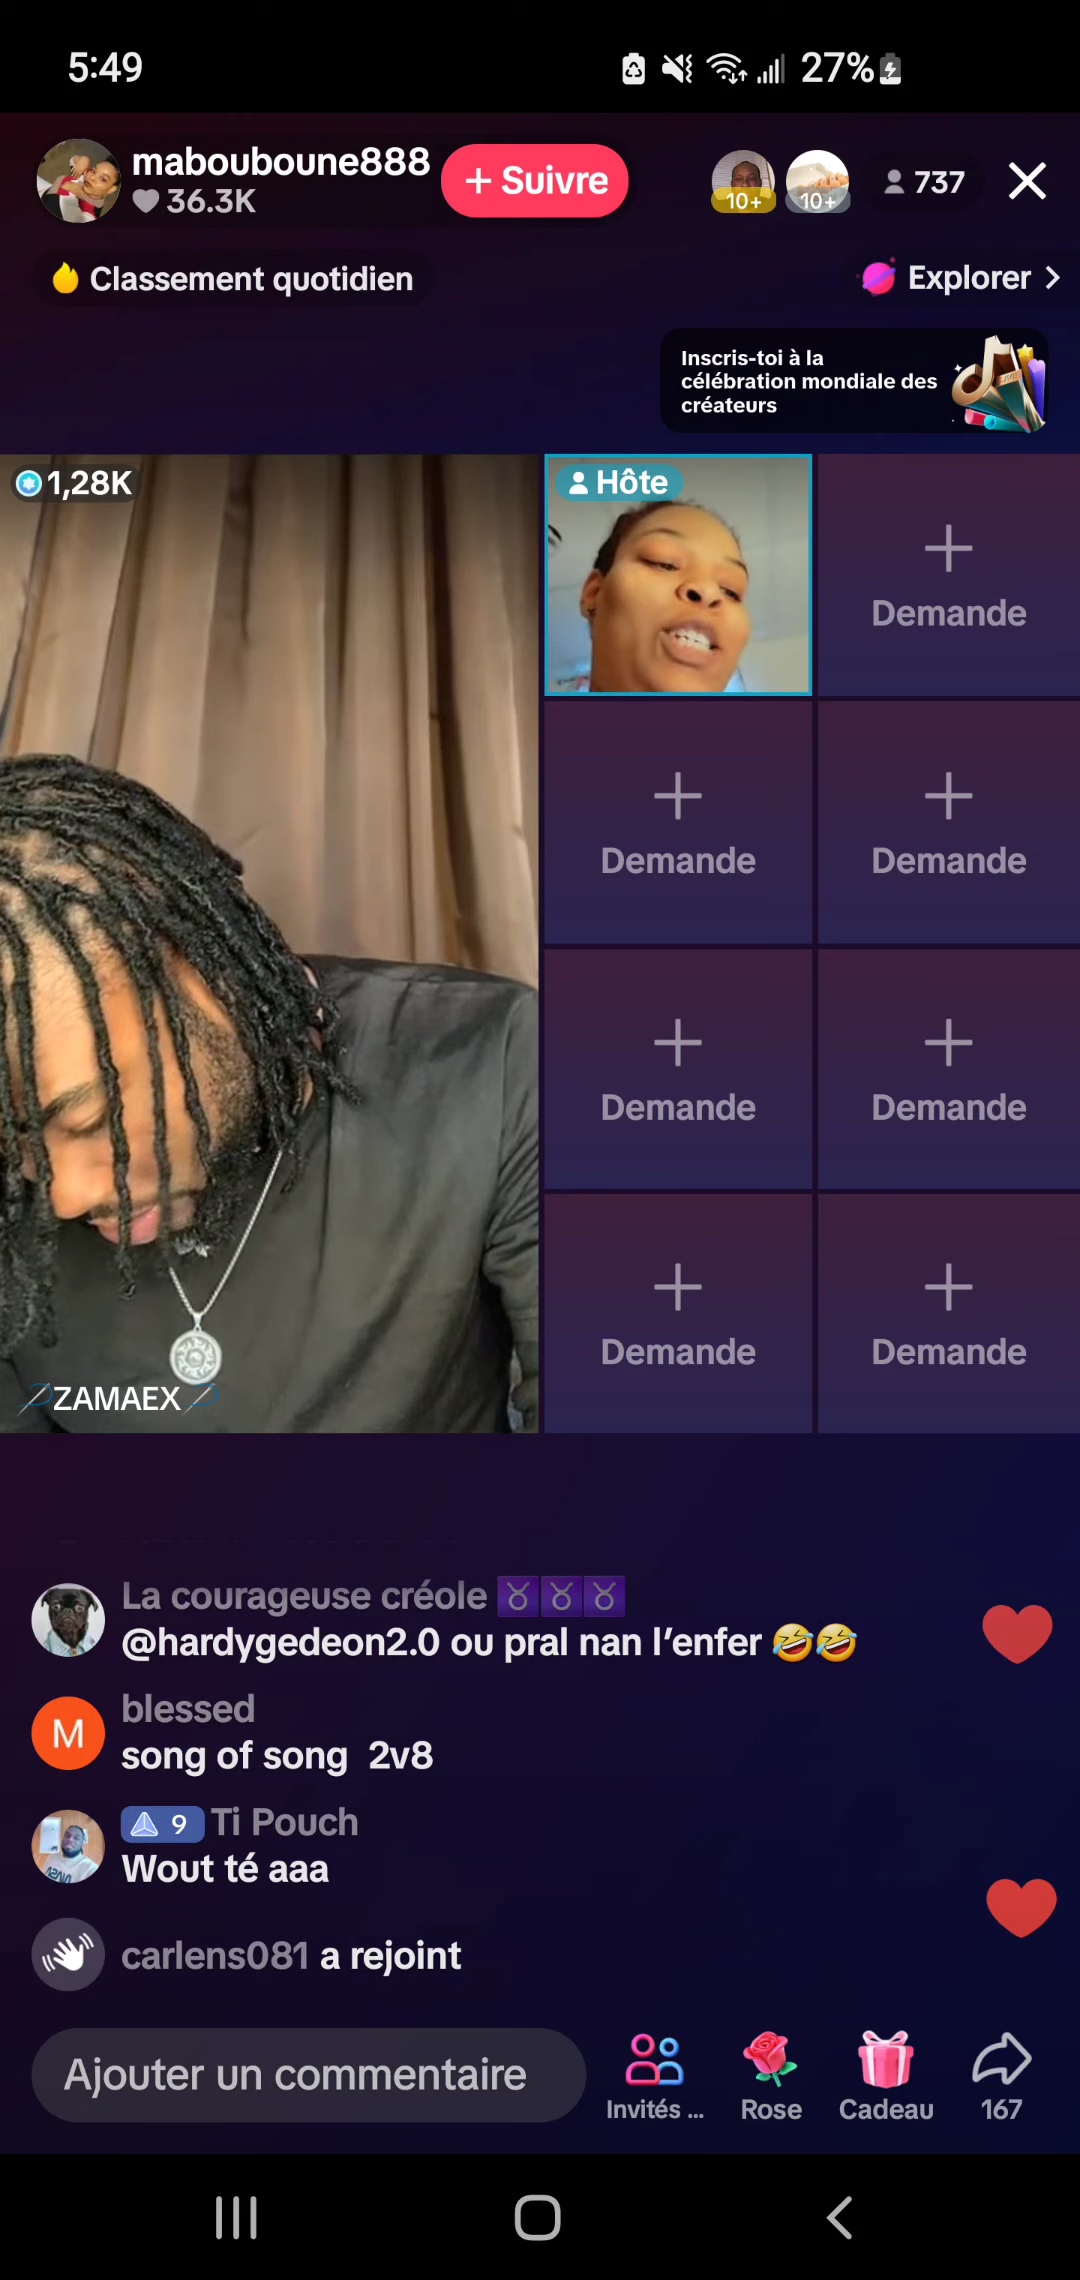 5:49
27%
mabouboune888
36.3K
+ Suivre
10+
10+
737
Classement quotidien
Explorer
Inscris-toi à la
célébration mondiale des
créateurs
1,28K
Hôte
Demande
Demande
Demande
Demande
Demande
Demande
Demande
ZAMAEX
La courageuse créole ♉♉♉
@hardygedeon2.0 ou pral nan l’enfer 🤣🤣
M
blessed
song of song 2v8
9 Ti Pouch
Wout té aaa
carlens081 a rejoint
Ajouter un commentaire
Invités ...
Rose
Cadeau
167